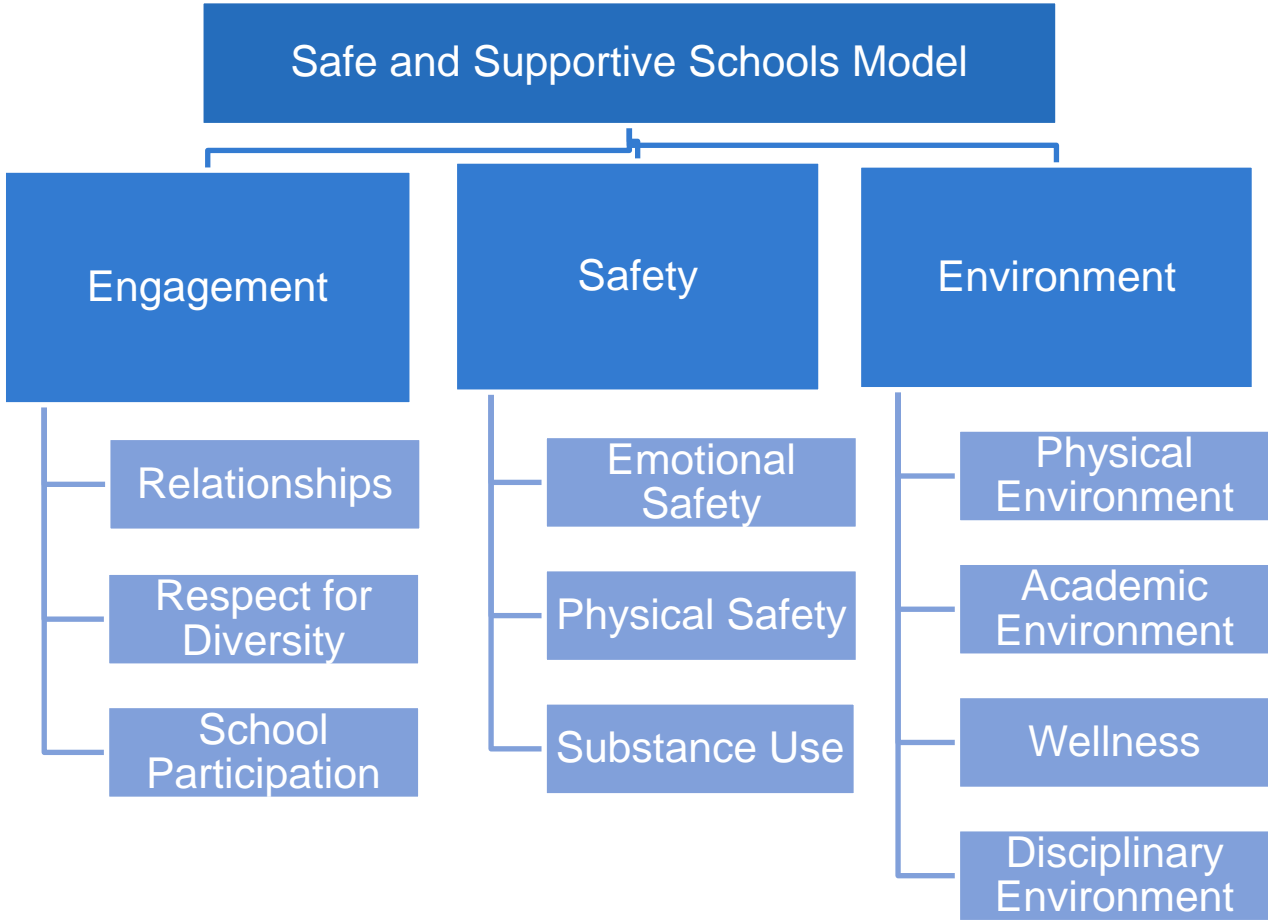 Safe and Supportive Schools Model
Engagement
Relationships
Respect for
Diversity
School
Participation
Safety
Emotional
Safety
Physical Safety
Substance Use
Environment
Physical
Environment
Academic
Environment
Wellness
Disciplinary
Environment